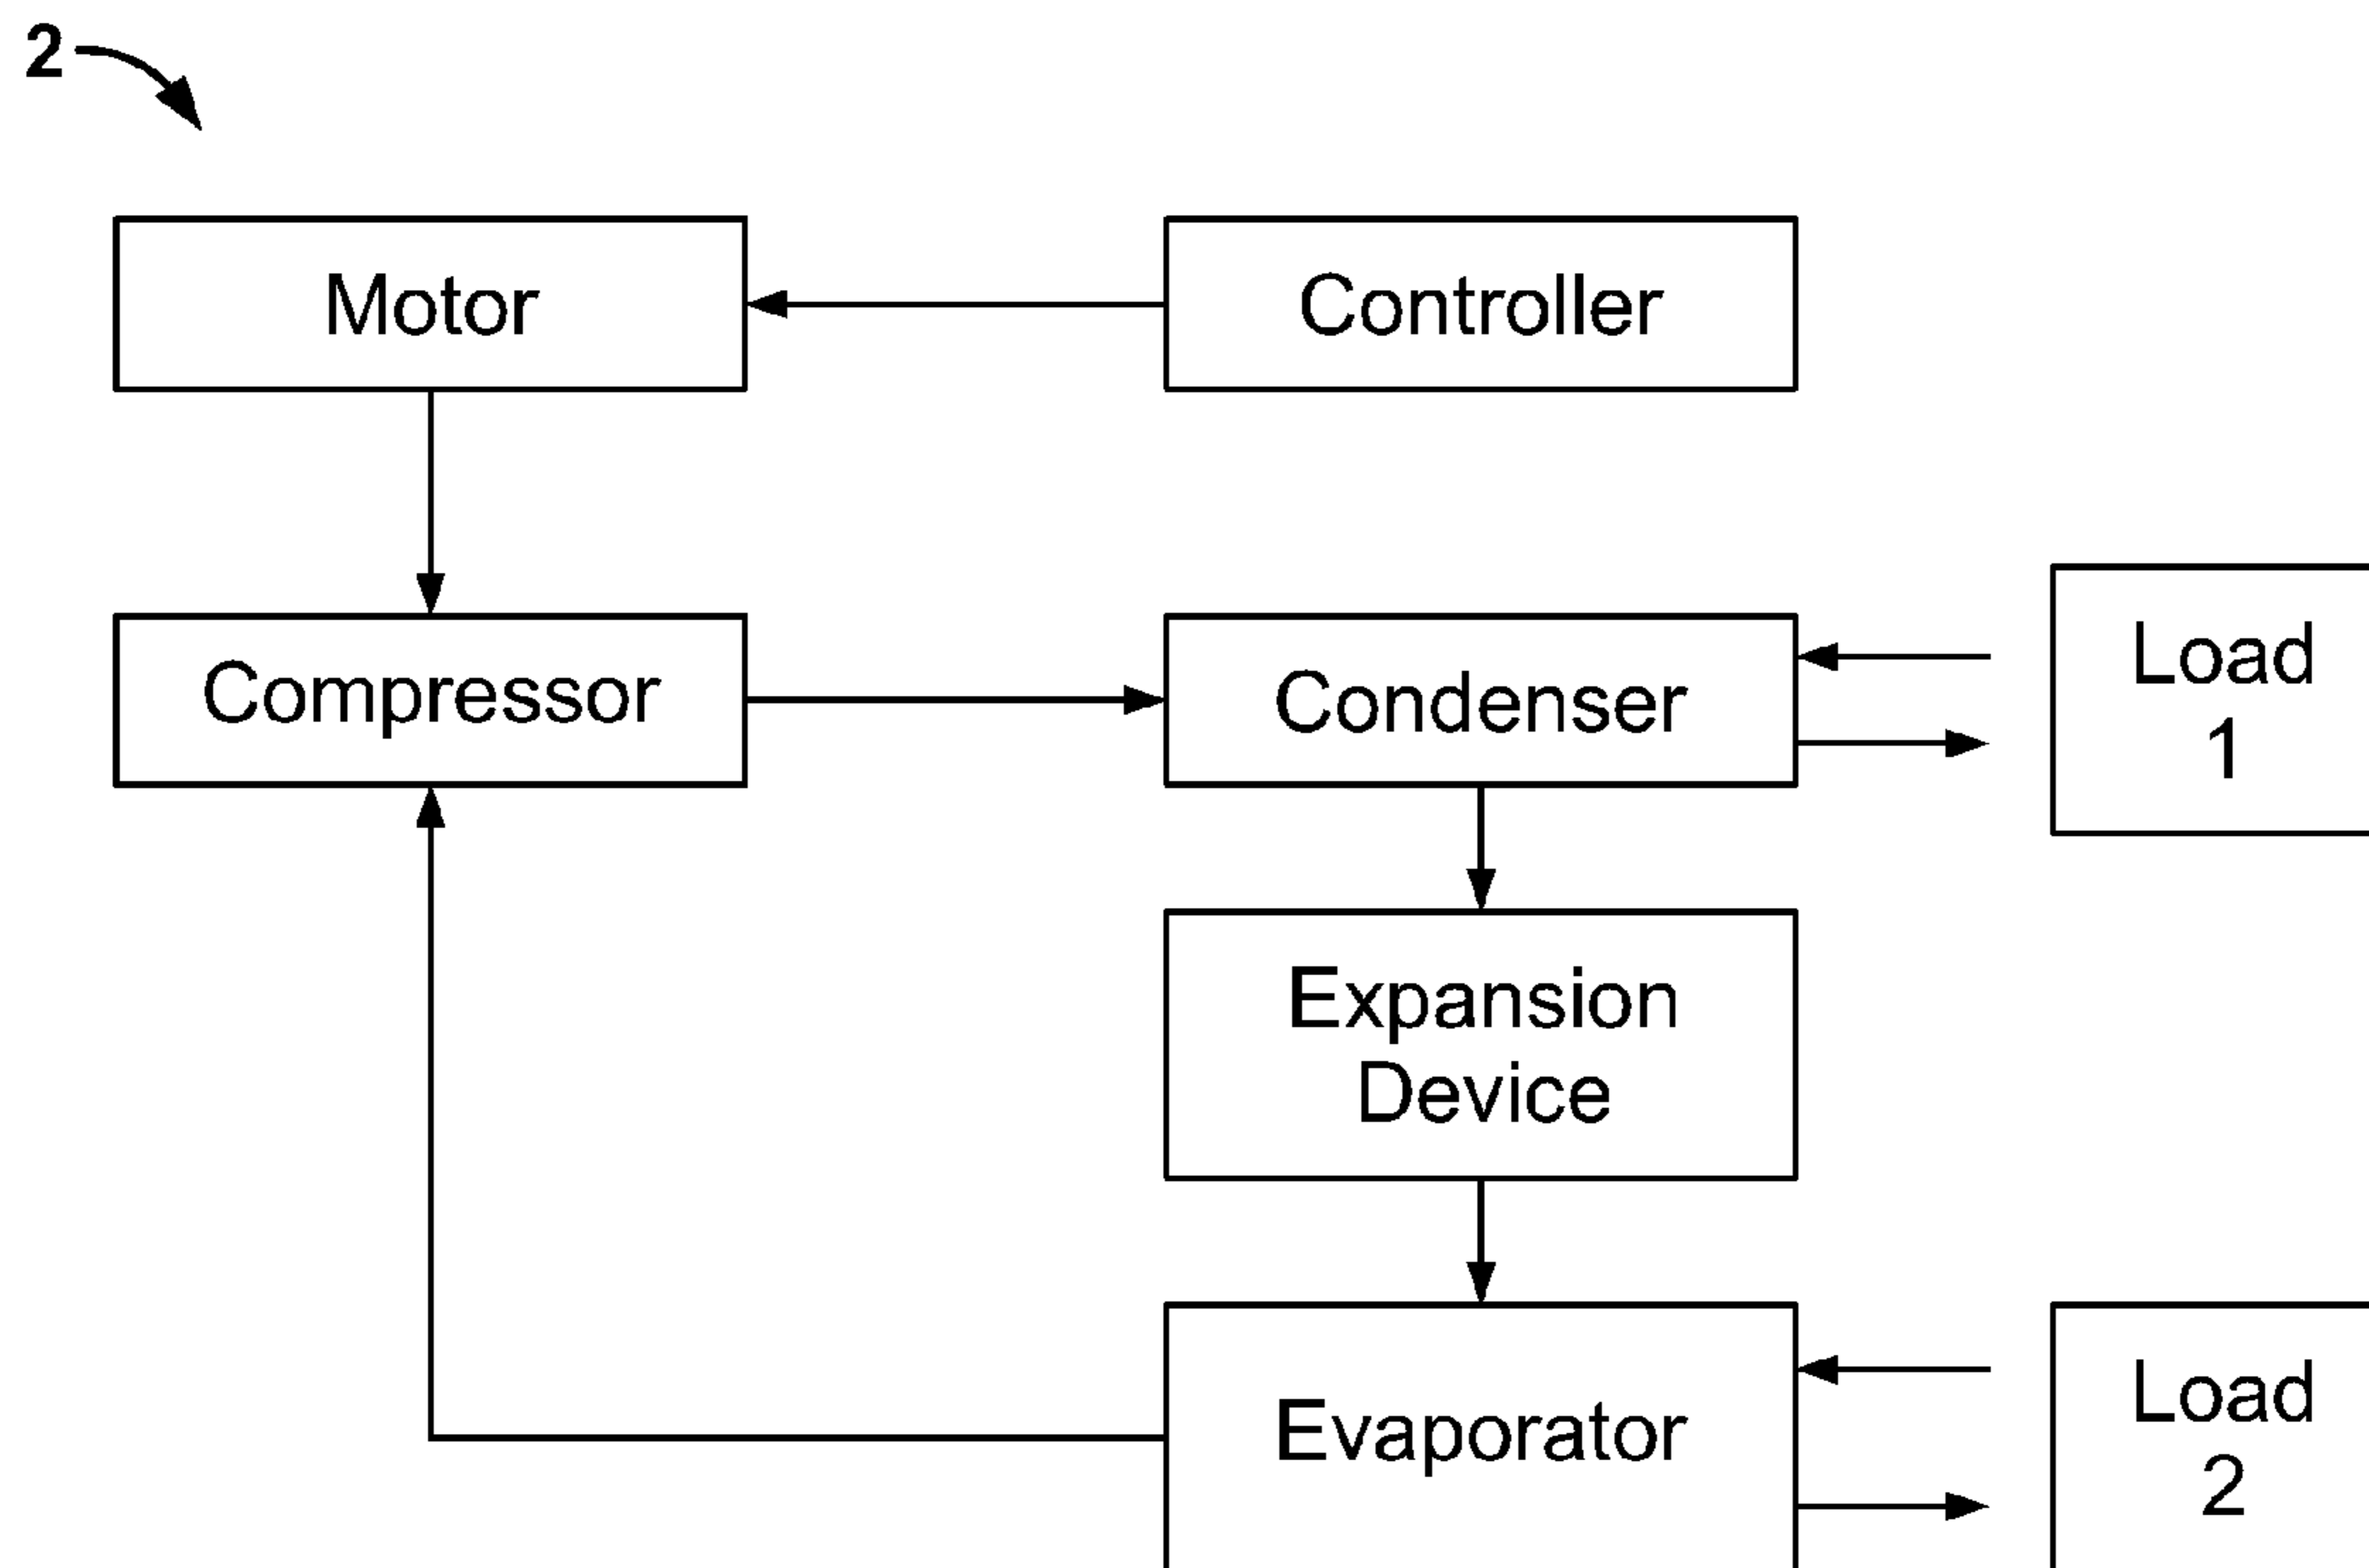 2
Motor
Controller
Compressor
Condenser
Load
1
Expansion
Device
Evaporator
Load
2